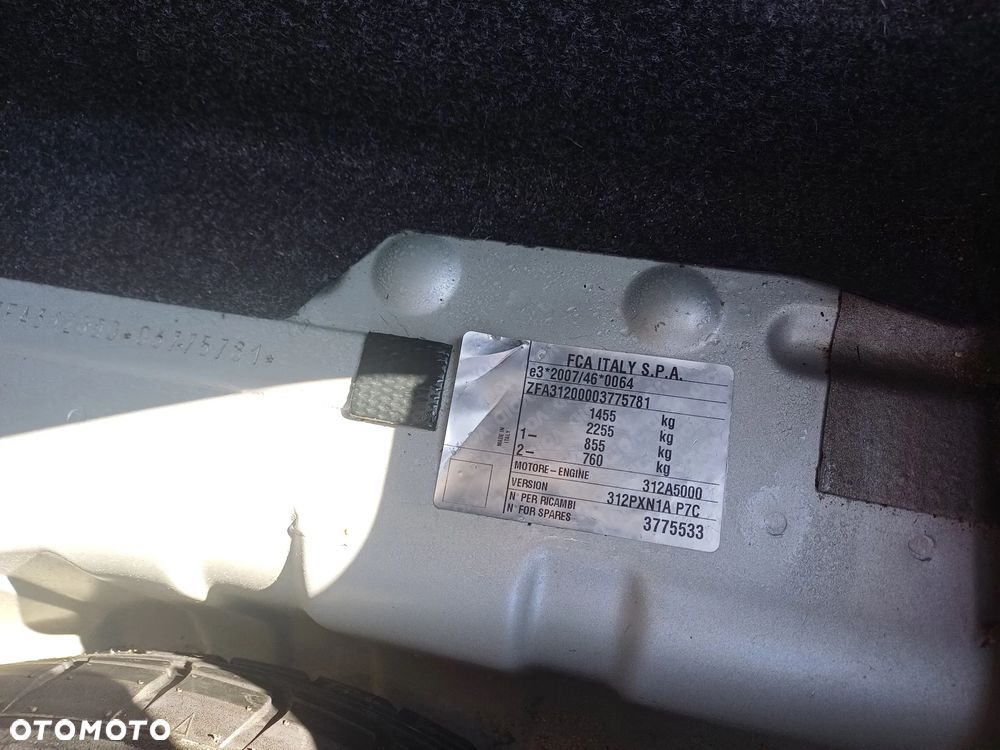 FCA ITALY S.P.A.
e3*2007/46*0064
ZFA31200003775781
1455 kg
2255 kg
1– 855 kg
2– 760 kg
MADE IN ITALY
MOTORE–ENGINE 312A5000
VERSION 312PXN1A P7C
N° PER RICAMBI
N° FOR SPARES 3775533
OTOMOTO